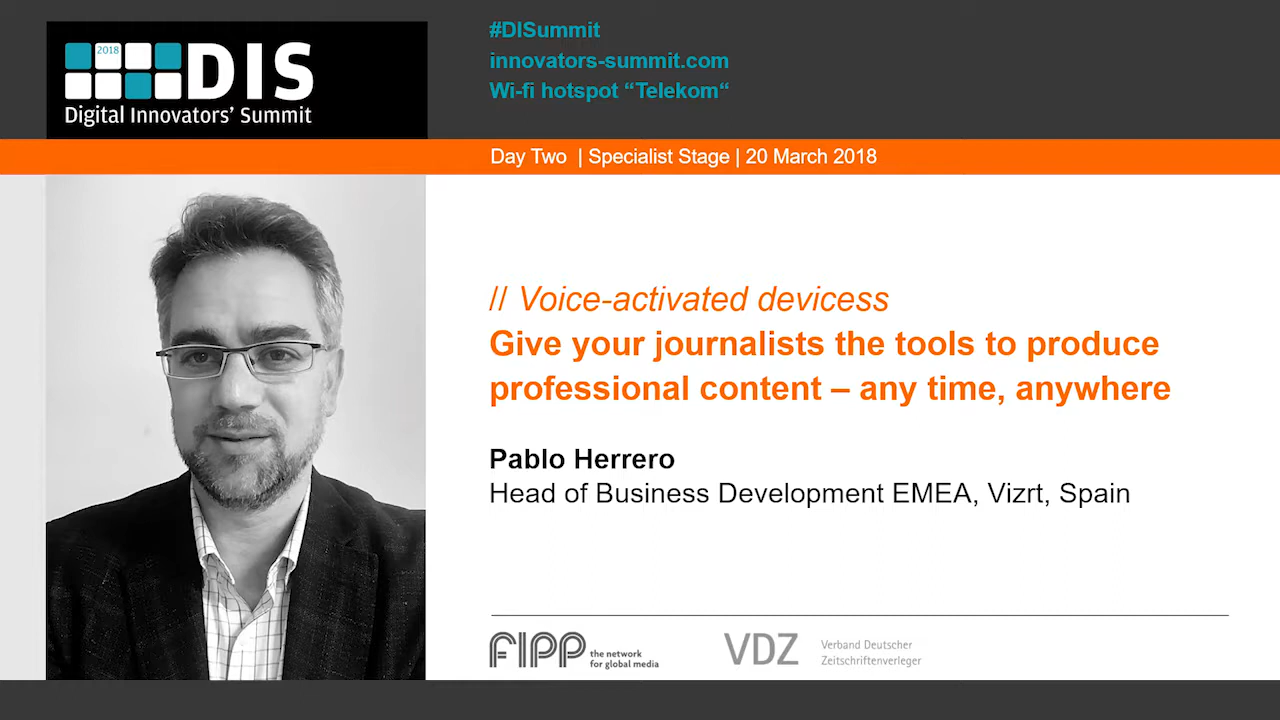 2018
DIS
Digital Innovators’ Summit
#DISummit
innovators-summit.com
Wi-fi hotspot “Telekom“
Day Two | Specialist Stage | 20 March 2018
// Voice-activated devicess
Give your journalists the tools to produce
professional content – any time, anywhere
Pablo Herrero
Head of Business Development EMEA, Vizrt, Spain
FIPP the network
for global media
VDZ Verband Deutscher
Zeitschriftenverleger